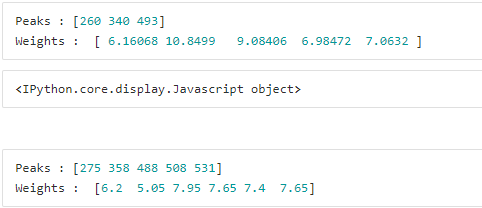 Peaks : [260 340 493]
Weights :  [ 6.16068 10.8499   9.08406  6.98472  7.0632 ]
<IPython.core.display.Javascript object>
Peaks : [275 358 488 508 531]
Weights :  [6.2  5.05 7.95 7.65 7.4  7.65]